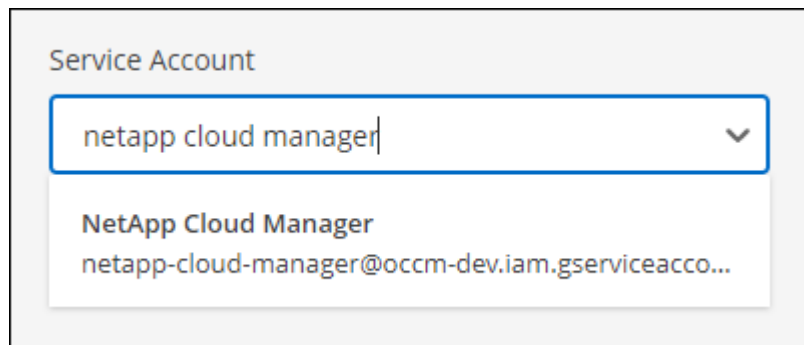 Service Account
netapp cloud manager
NetApp Cloud Manager
netapp-cloud-manager@occm-dev.iam.gserviceacco...